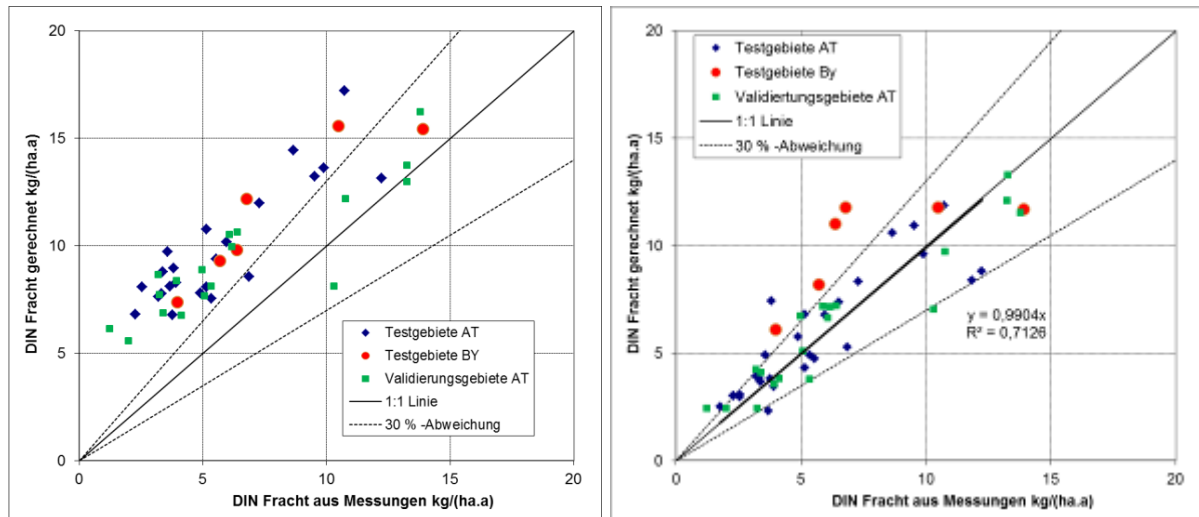 20
15
10
5
0
DIN Fracht gerechnet kg/(ha.a)
Testgebiete AT
Testgebiete BY
Validierungsgebiete AT
1:1 Linie
30 % -Abweichung
0 5 10 15 20
DIN Fracht aus Messungen kg/(ha.a)
20
15
10
5
0
DIN Fracht gerechnet kg/(ha.a)
Testgebiete AT
Testgebiete By
Validiertungsgebiete AT
1:1 Linie
30 % -Abweichung
y = 0,9904x
R² = 0,7126
0 5 10 15 20
DIN Fracht aus Messungen kg/(ha.a)